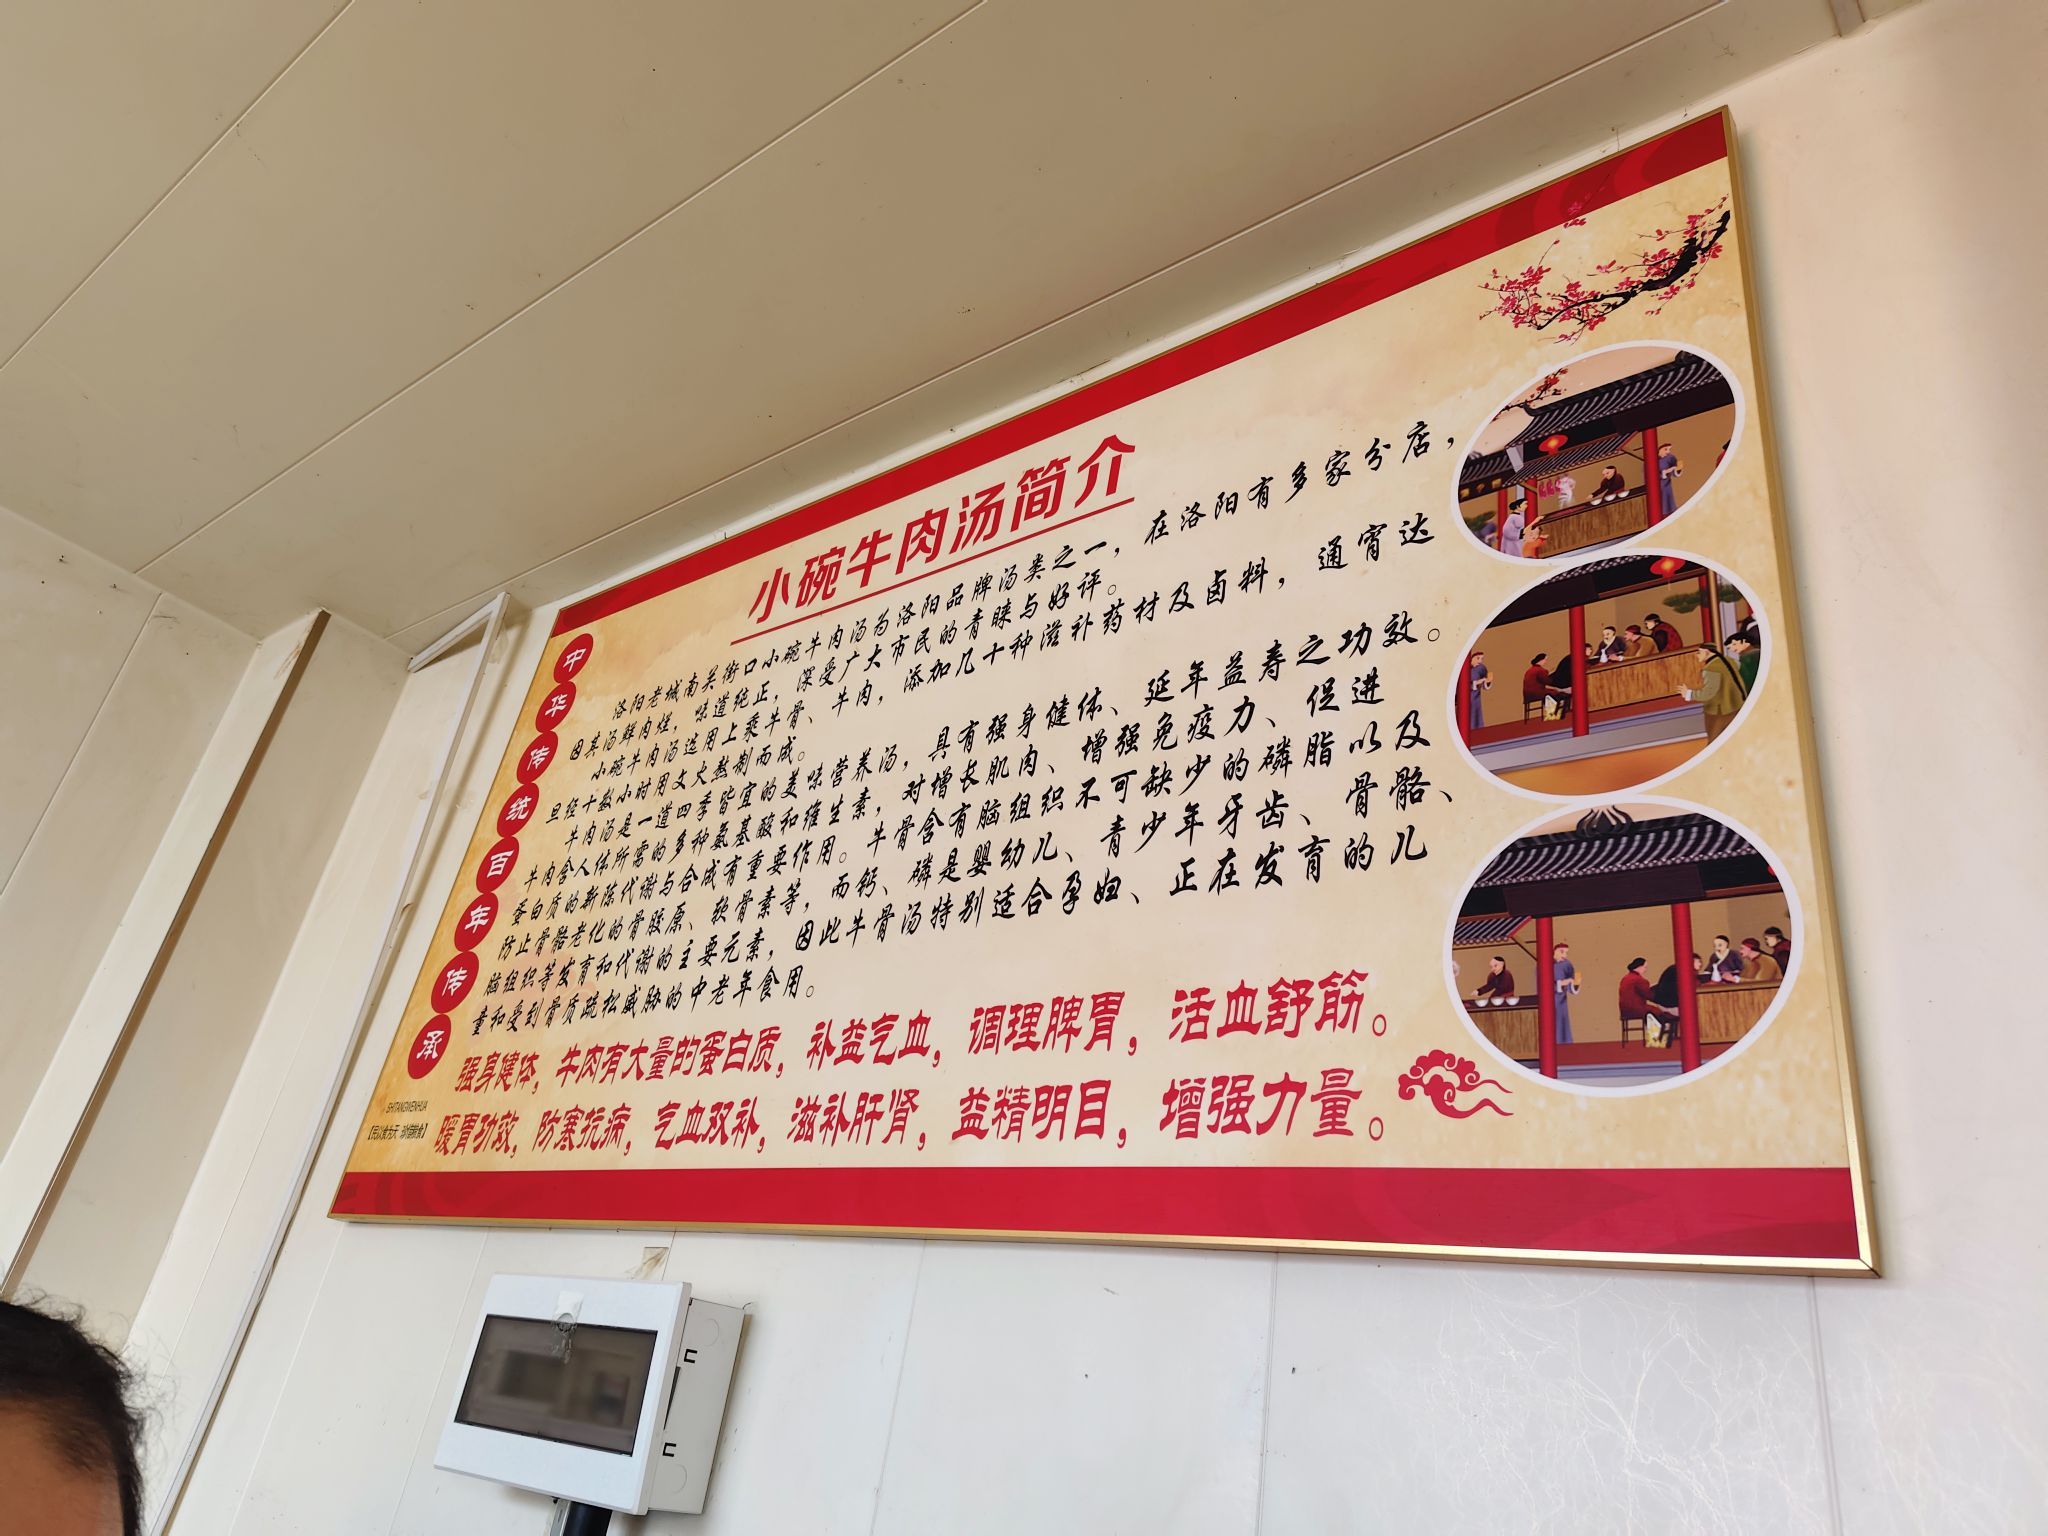 小碗牛肉汤简介
中华传统百年传承
洛阳老城南关街口小碗牛肉汤为洛阳品牌汤类之一，在洛阳有多家分店，
因其汤鲜肉烂，味道纯正，深受广大市民的青睐与好评。
小碗牛肉汤选用上乘牛骨、牛肉，添加几十种滋补药材及卤料，通宵达
旦经十数小时用文火熬制而成。
牛肉汤是一道四季皆宜的美味营养汤，具有强身健体、延年益寿之功效。
牛肉含人体所需的多种氨基酸和维生素，对增长肌肉、增强免疫力、促进
蛋白质的新陈代谢与合成有重要作用。牛骨含有脑组织不可缺少的磷脂以及
防止骨骼老化的骨胶原、软骨素等，而钙、磷是婴幼儿、青少年牙齿、骨骼、
脑组织等发育和代谢的主要元素，因此牛骨汤特别适合孕妇、正在发育的儿
童和受到骨质疏松威胁的中老年食用。
强身健体，牛肉有大量的蛋白质，补益气血，调理脾胃，活血舒筋。
暖胃功效，防寒抗病，气血双补，滋补肝肾，益精明目，增强力量。
SHITANGWENHUA
【民以食为天 珍惜粮食】